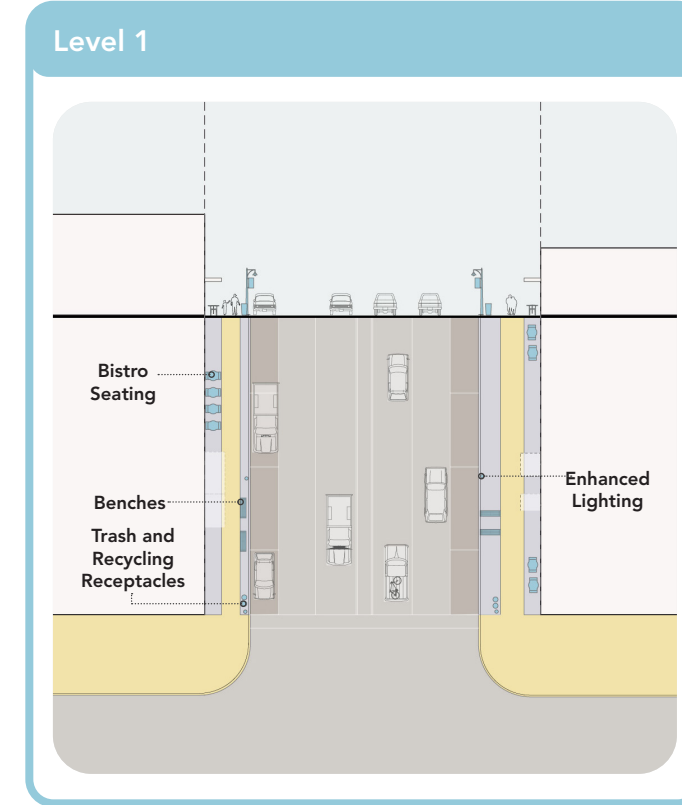 Level 1
Bistro
Seating
Benches
Trash and
Recycling
Receptacles
Enhanced
Lighting